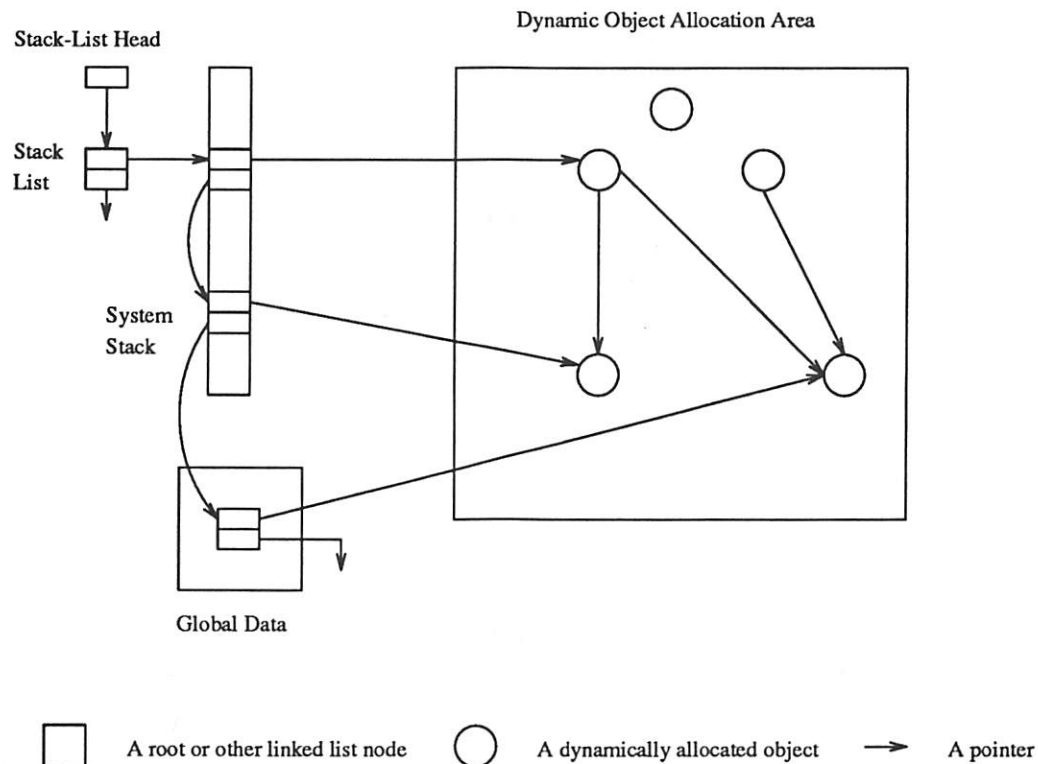 Dynamic Object Allocation Area
Stack-List Head
Stack
List
System
Stack
Global Data
A root or other linked list node
A dynamically allocated object
A pointer